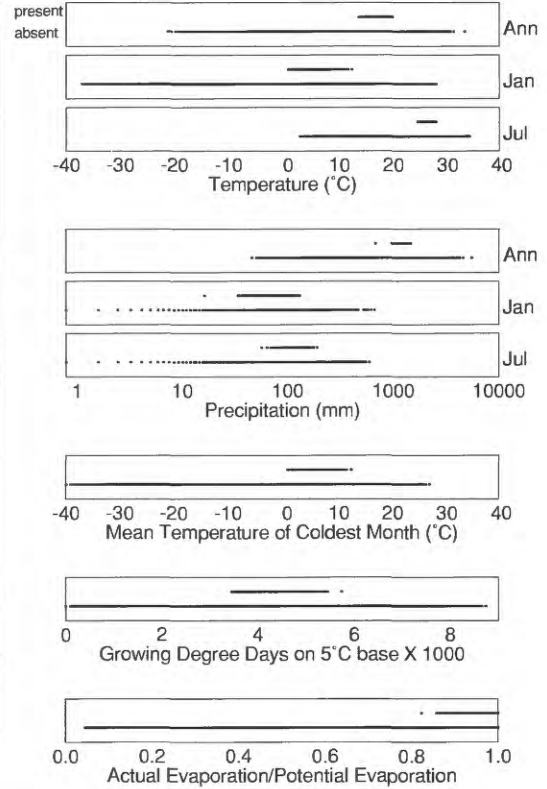 present
absent
Ann
Jan
Jul
-40 -30 -20 -10 0 10 20 30 40
Temperature (˚C)
Ann
Jan
Jul
1 10 100 1000 10000
Precipitation (mm)
-40 -30 -20 -10 0 10 20 30 40
Mean Temperature of Coldest Month (˚C)
0 2 4 6 8
Growing Degree Days on 5˚C base X 1000
0.0 0.2 0.4 0.6 0.8 1.0
Actual Evaporation/Potential Evaporation